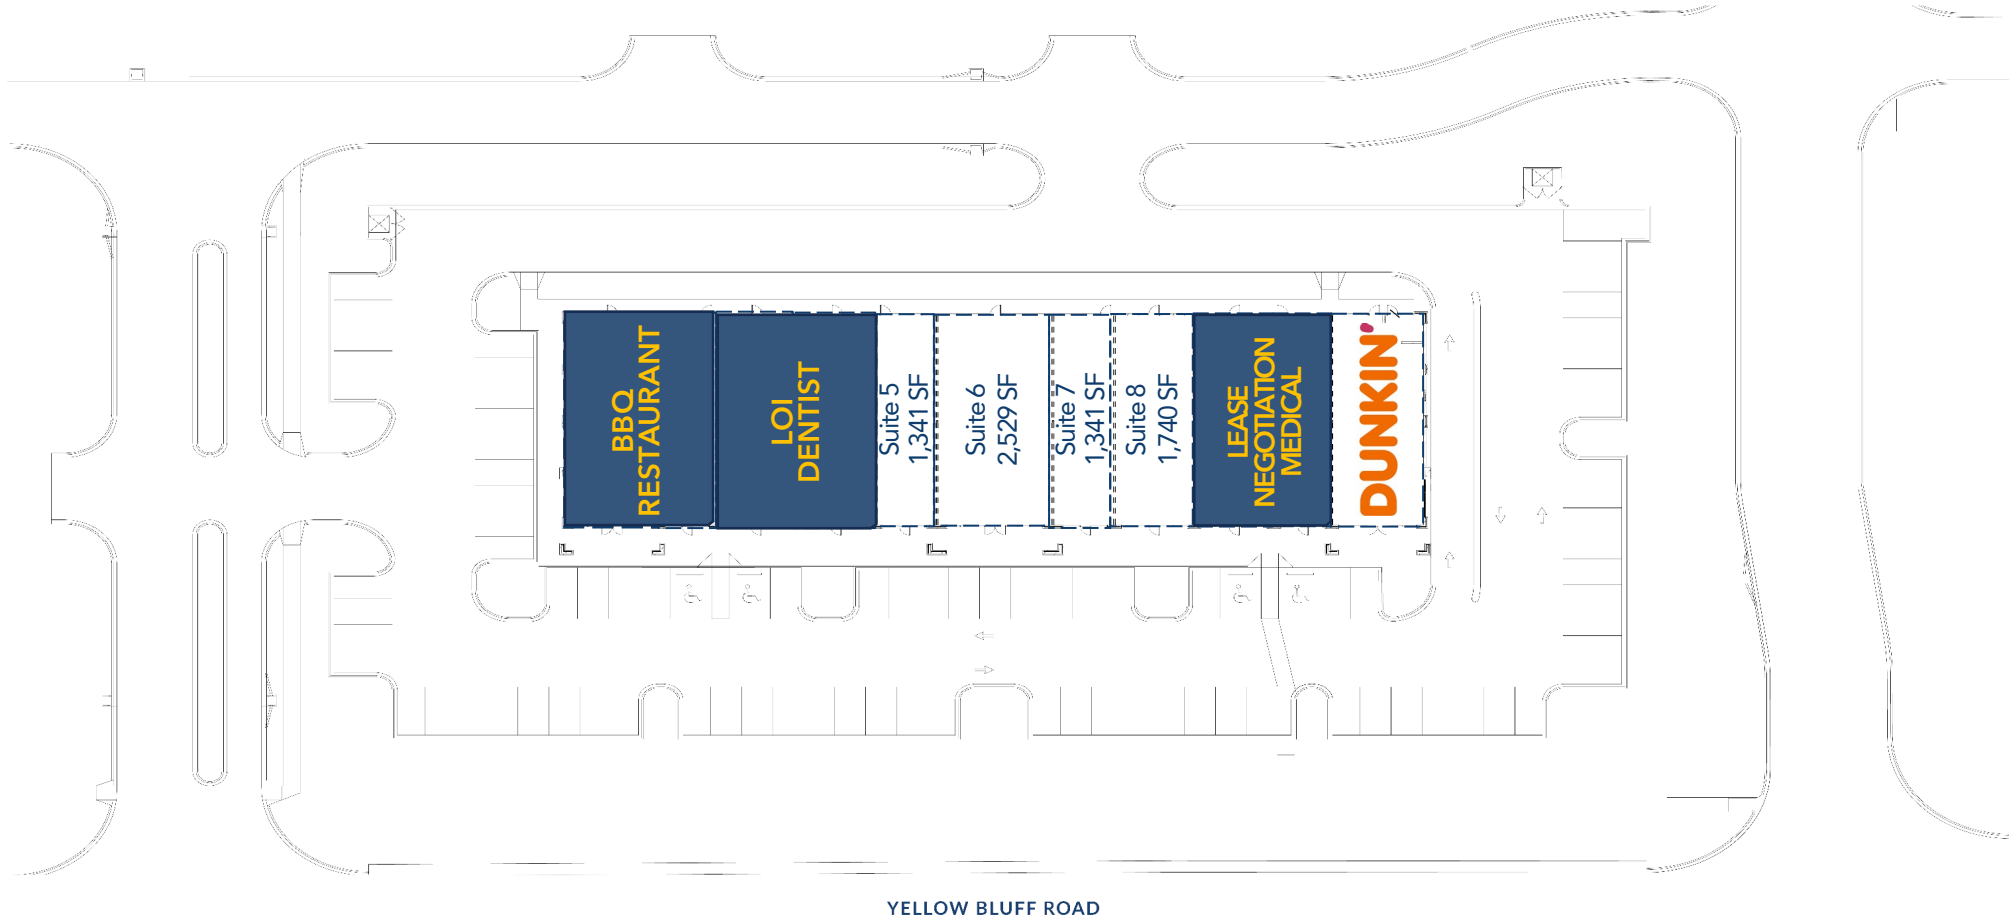 BBQ
RESTAURANT
LOI
DENTIST
Suite 5
1,341 SF
Suite 6
2,529 SF
Suite 7
1,341 SF
Suite 8
1,740 SF
LEASE
NEGOTIATION
MEDICAL
DUNKIN'
YELLOW BLUFF ROAD